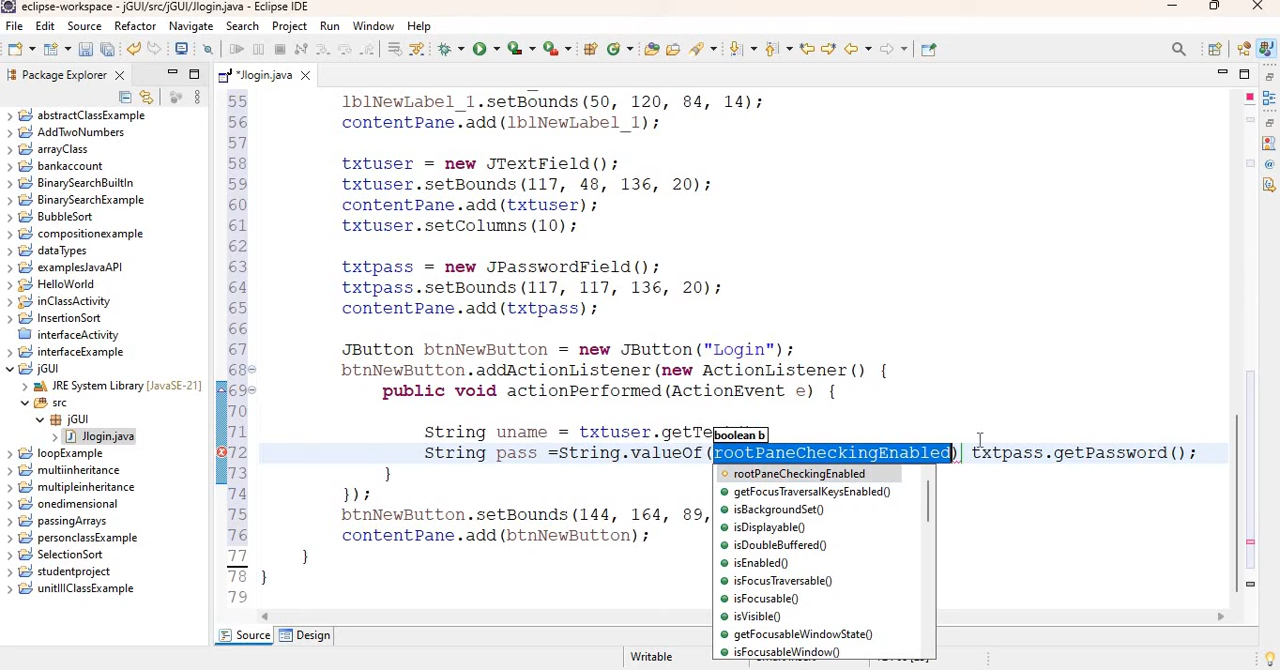 eclipse-workspace - jGUI/src/jGUI/Jlogin.java - Eclipse IDE
File Edit Source Refactor Navigate Search Project Run Window Help
Package Explorer
*Jlogin.java
abstractClassExample
AddTwoNumbers
arrayClass
bankaccount
BinarySearchBuiltIn
BinarySearchExample
BubbleSort
compositionexample
dataTypes
examplesJavaAPI
HelloWorld
inClassActivity
InsertionSort
interfaceActivity
interfaceExample
jGUI
JRE System Library [JavaSE-21]
src
jGUI
Jlogin.java
loopExample
multiinheritance
multipleinheritance
onedimensional
passingArrays
personclassExample
SelectionSort
studentproject
unitIIIClassExample
55 lblNewLabel_1.setBounds(50, 120, 84, 14);
56 contentPane.add(lblNewLabel_1);
57
58 txtuser = new JTextField();
59 txtuser.setBounds(117, 48, 136, 20);
60 contentPane.add(txtuser);
61 txtuser.setColumns(10);
62
63 txtpass = new JPasswordField();
64 txtpass.setBounds(117, 117, 136, 20);
65 contentPane.add(txtpass);
66
67 JButton btnNewButton = new JButton("Login");
68 btnNewButton.addActionListener(new ActionListener() {
69 public void actionPerformed(ActionEvent e) {
70
71 String uname = txtuser.getTe
boolean b
72 String pass =String.valueOf(rootPaneCheckingEnabled) txtpass.getPassword();
73 }
74 });
75 btnNewButton.setBounds(144, 164, 89,
76 contentPane.add(btnNewButton);
77 }
78 }
79
rootPaneCheckingEnabled
getFocusTraversalKeysEnabled()
isBackgroundSet()
isDisplayable()
isDoubleBuffered()
isEnabled()
isFocusTraversable()
isFocusable()
isVisible()
getFocusableWindowState()
isFocusableWindow()
Source Design
Writable